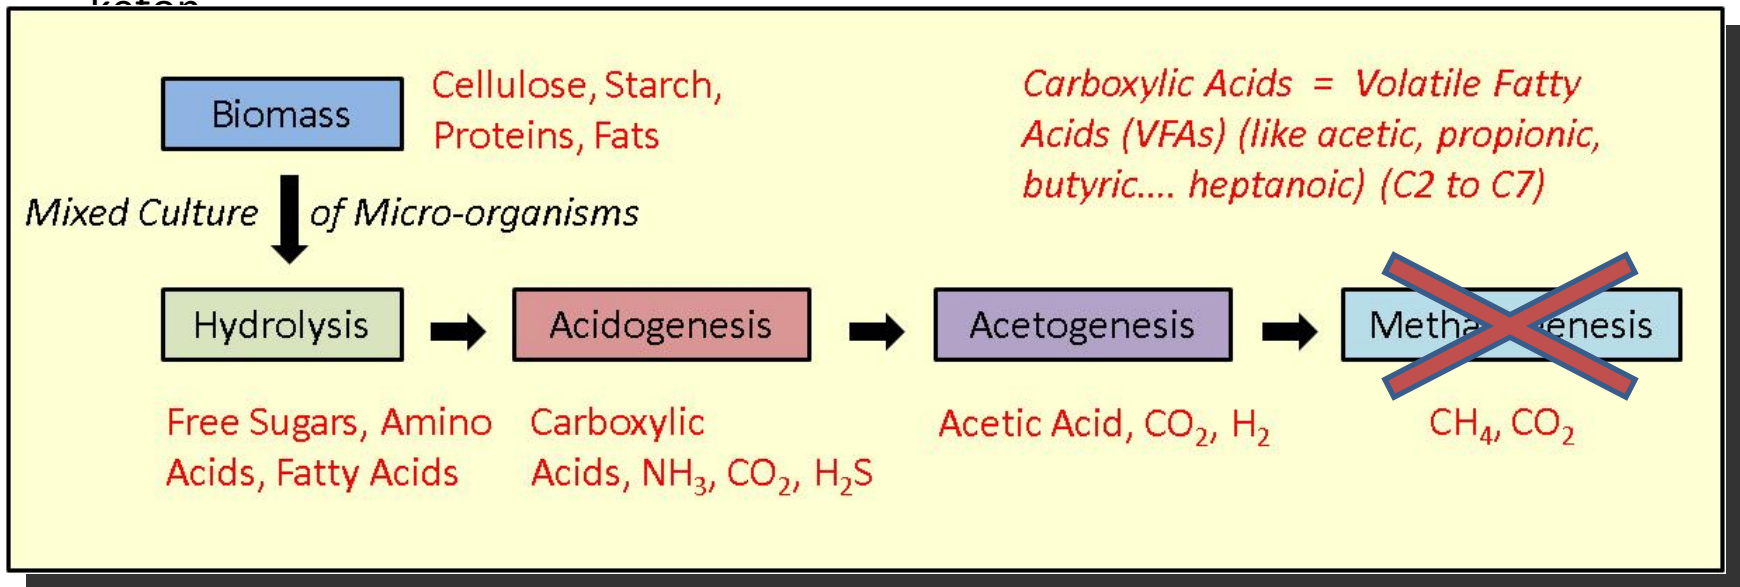 Biomass
Cellulose, Starch,
Proteins, Fats
Carboxylic Acids = Volatile Fatty
Acids (VFAs) (like acetic, propionic,
butyric.... heptanoic) (C2 to C7)
Mixed Culture of Micro-organisms
Hydrolysis
Acidogenesis
Acetogenesis
Free Sugars, Amino
Acids, Fatty Acids
Carboxylic
Acids, NH₃, CO₂, H₂S
Acetic Acid, CO₂, H₂
CH₄, CO₂